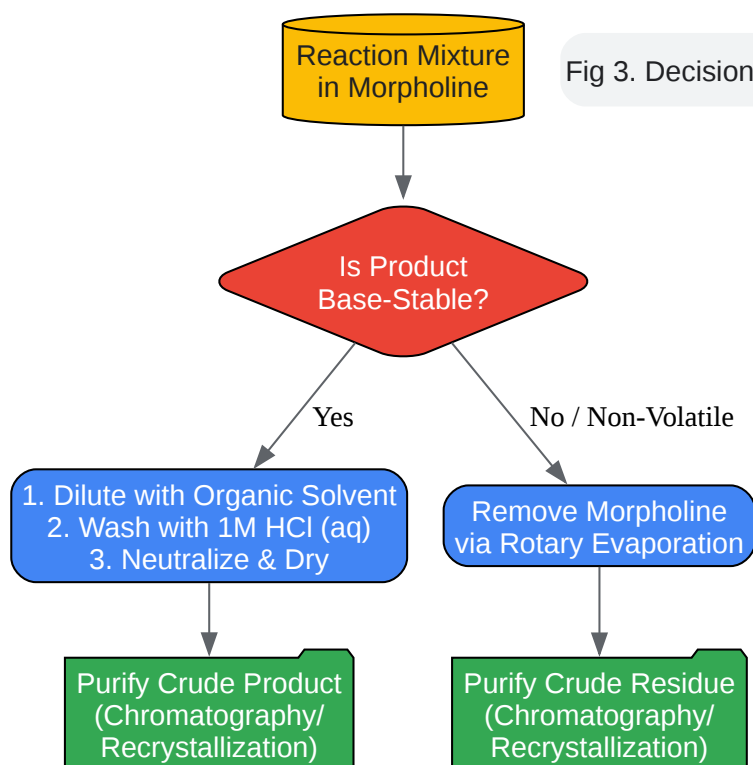 Reaction Mixture
in Morpholine
Fig 3. Decision
Is Product
Base-Stable?
Yes
No / Non-Volatile
1. Dilute with Organic Solvent
2. Wash with 1M HCl (aq)
3. Neutralize & Dry
Remove Morpholine
via Rotary Evaporation
Purify Crude Product
(Chromatography/
Recrystallization)
Purify Crude Residue
(Chromatography/
Recrystallization)